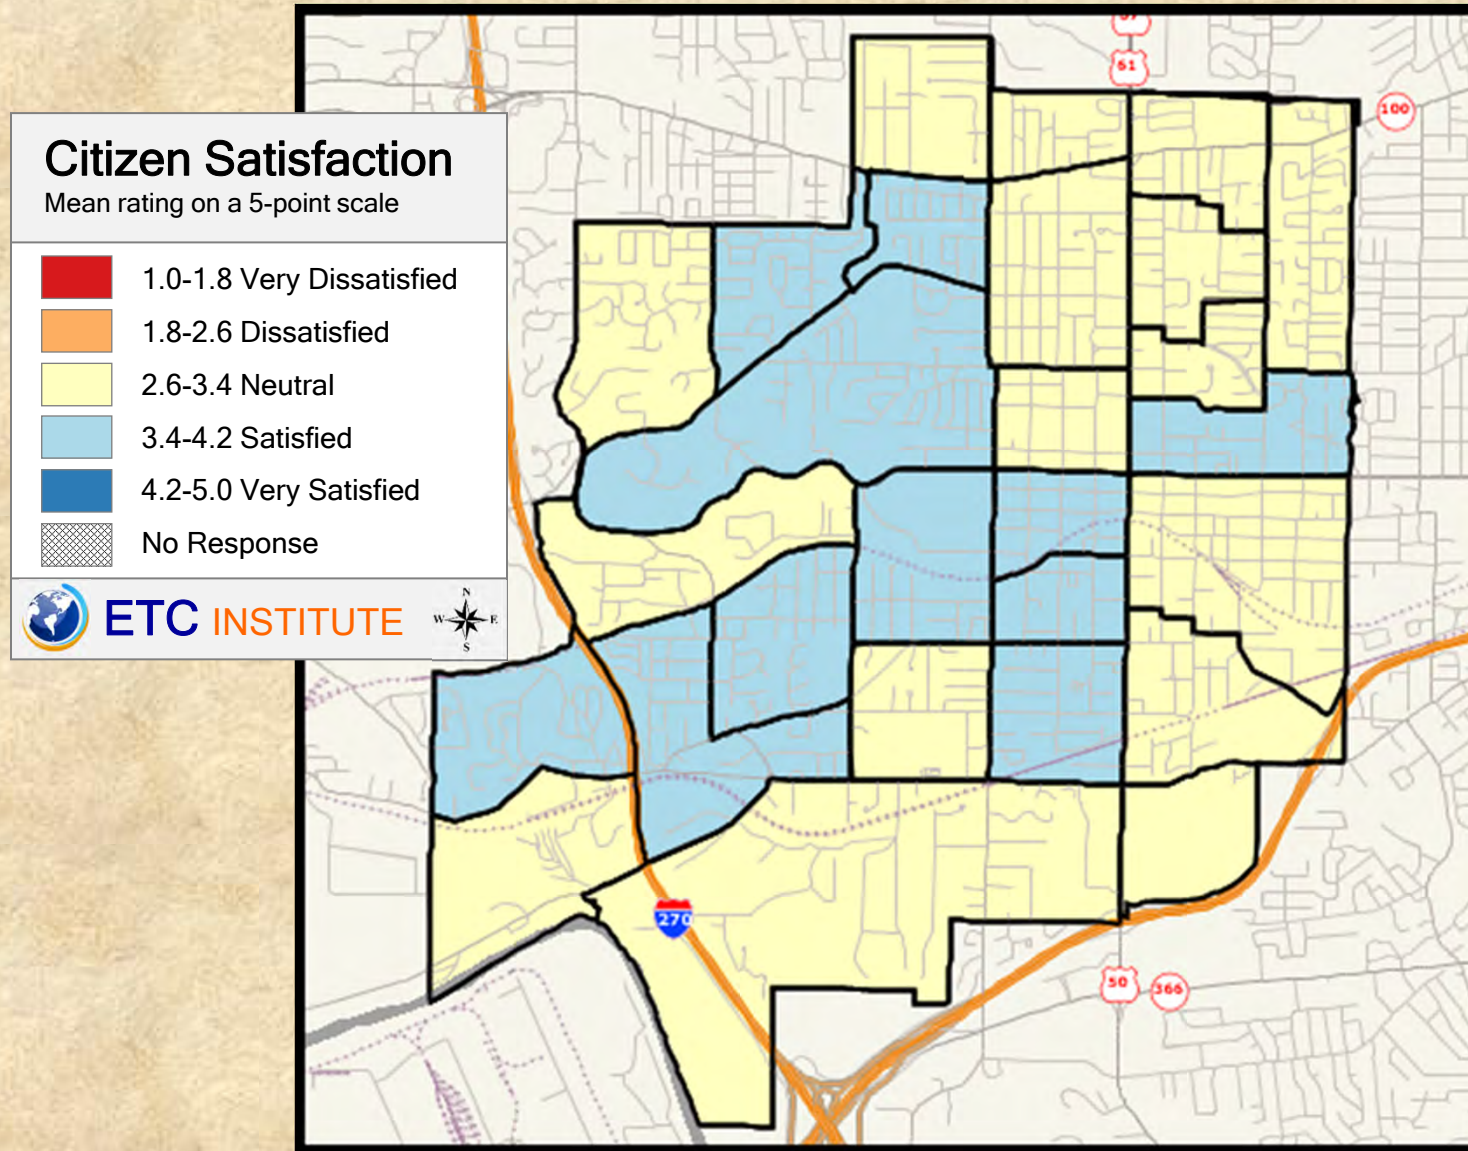 61
100
Citizen Satisfaction
Mean rating on a 5-point scale
1.0-1.8 Very Dissatisfied
1.8-2.6 Dissatisfied
2.6-3.4 Neutral
3.4-4.2 Satisfied
4.2-5.0 Very Satisfied
No Response
ETC INSTITUTE
N
W E
S
270
50 366